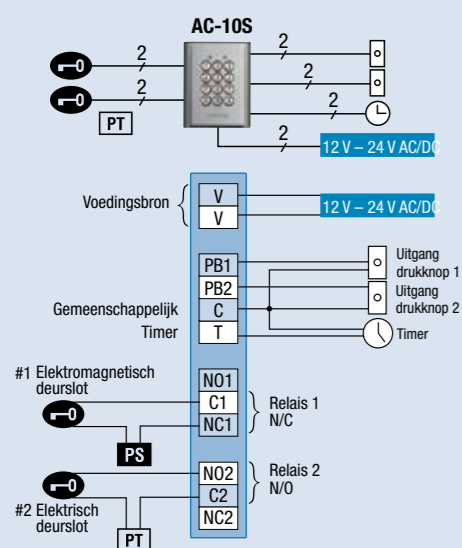 AC-10S
2
2
2
2
2
PT
2
12 V – 24 V AC/DC
Voedingsbron
V
V
12 V – 24 V AC/DC
PB1
Uitgang
drukknop 1
PB2
Uitgang
drukknop 2
Gemeenschappelijk
C
Timer
T
Timer
#1 Elektromagnetisch
deurslot
NO1
C1
NC1
Relais 1
N/C
PS
NO2
C2
NC2
Relais 2
N/O
#2 Elektrisch
deurslot
PT